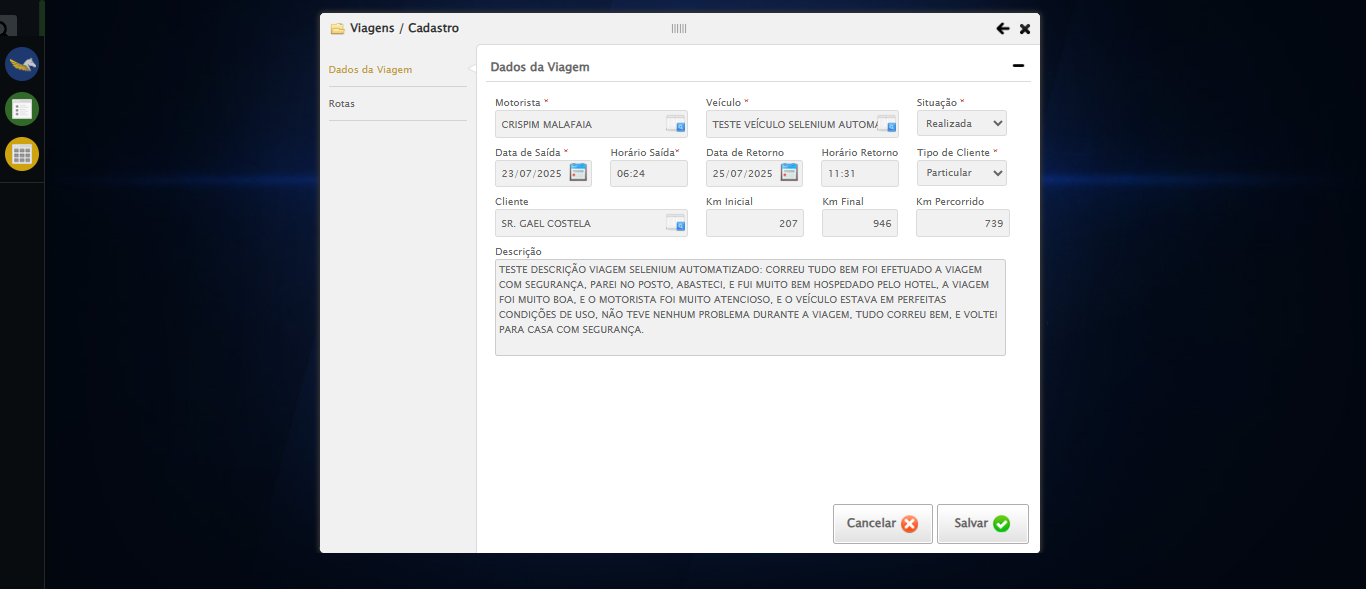 Viagens / Cadastro
Dados da Viagem
Rotas
Dados da Viagem
Motorista * Veículo * Situação *
CRISPIM MALAFAIA TESTE VEÍCULO SELENIUM AUTOMA Realizada
Data de Saída * Horário Saída* Data de Retorno Horário Retorno Tipo de Cliente *
23/07/2025 06:24 25/07/2025 11:31 Particular
Cliente Km Inicial Km Final Km Percorrido
SR. GAEL COSTELA 207 946 739
Descrição
TESTE DESCRIÇÃO VIAGEM SELENIUM AUTOMATIZADO: CORREU TUDO BEM FOI EFETUADO A VIAGEM
COM SEGURANÇA, PAREI NO POSTO, ABASTECI, E FUI MUITO BEM HOSPEDADO PELO HOTEL, A VIAGEM
FOI MUITO BOA, E O MOTORISTA FOI MUITO ATENCIOSO, E O VEÍCULO ESTAVA EM PERFEITAS
CONDIÇÕES DE USO, NÃO TEVE NENHUM PROBLEMA DURANTE A VIAGEM, TUDO CORREU BEM, E VOLTEI
PARA CASA COM SEGURANÇA.
Cancelar Salvar